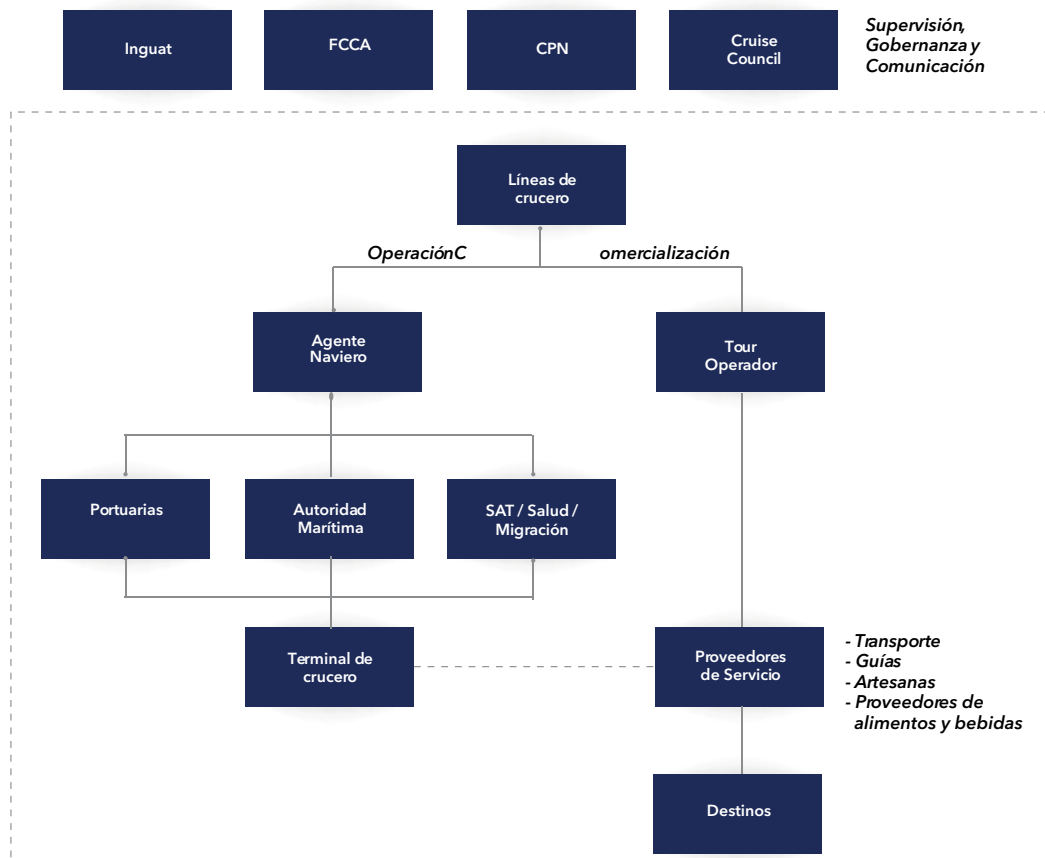 Inguat
FCCA
CPN
Cruise
Council
Supervisión,
Gobernanza y
Comunicación
Líneas de
crucero
OperaciónC
omercialización
Agente
Naviero
Tour
Operador
Portuarias
Autoridad
Marítima
SAT / Salud /
Migración
Terminal de
crucero
Proveedores
de Servicio
- Transporte
- Guías
- Artesanas
- Proveedores de
alimentos y bebidas
Destinos